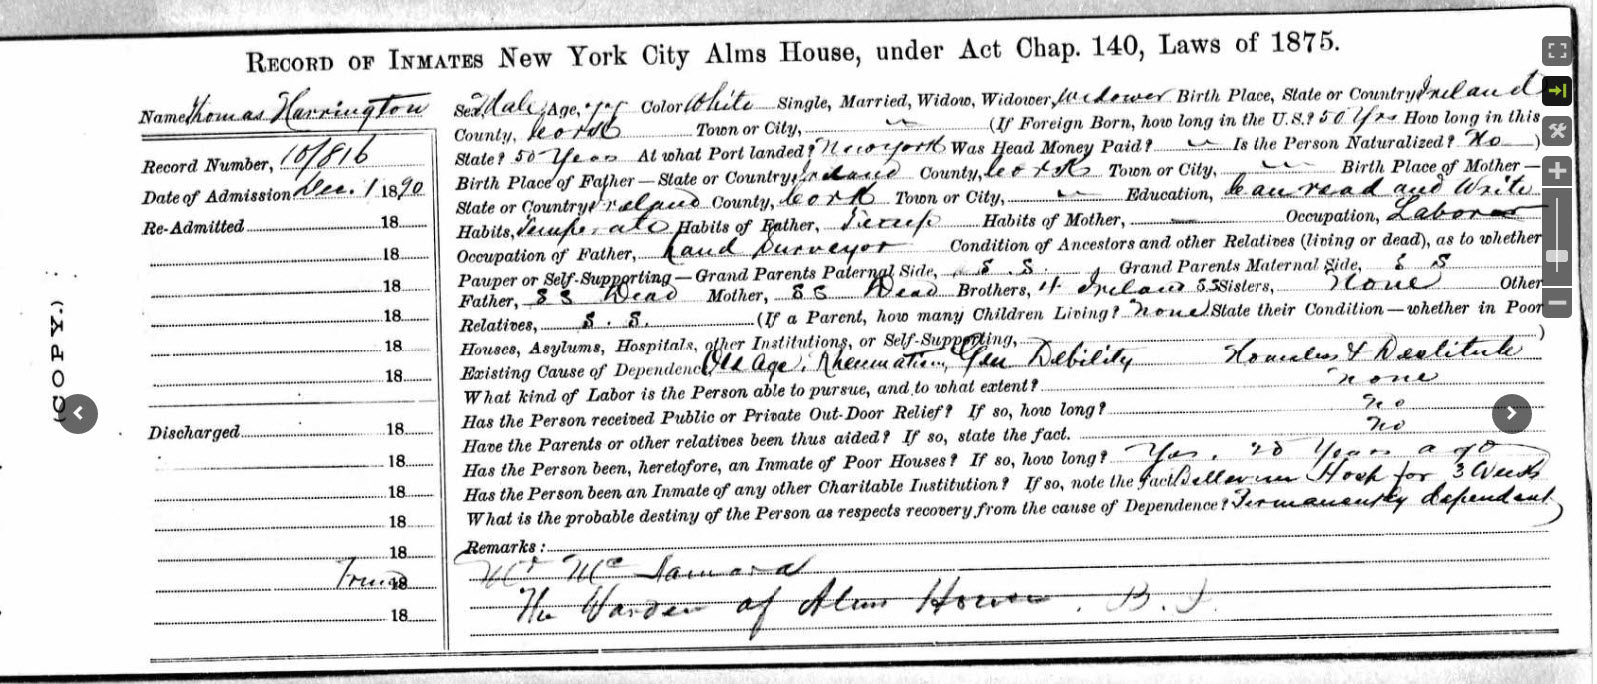 RECORD OF INMATES NEW YORK CITY ALMS HOUSE, under Act Chap. 140, Laws of 1875.
Name, Thomas Harrington
Record Number, 10816
Date of Admission Dec. 1 1890
Re-Admitted 18
18
18
18
18
18
Discharged 18
18
18
18
18
18
18
(COPY.)
Sex, Male, Age, 77 Color White Single, Married, Widow, Widower, Widower Birth Place, State or Country, Ireland
County, Cork Town or City, (If Foreign Born, how long in the U.S.? 50 Yrs How long in this
State? 50 Years At what Port landed? New York Was Head Money Paid? Is the Person Naturalized? No )
Birth Place of Father—State or Country, Ireland County, Cork Town or City, Birth Place of Mother—
State or Country, Ireland County, Cork Town or City, Education, Can read and Write
Habits, Temperate Habits of Father, Temp Habits of Mother, — Occupation, Laborer
Occupation of Father, Land Surveyor Condition of Ancestors and other Relatives (living or dead), as to whether
Pauper or Self-Supporting—Grand Parents Paternal Side, S. S. Grand Parents Maternal Side, S S
Father, S S Dead Mother, S S Dead Brothers, Ireland S S Sisters, None Other
Relatives, S. S. (If a Parent, how many Children Living? None State their Condition—whether in Poor
Houses, Asylums, Hospitals, other Institutions, or Self-Supporting, )
Existing Cause of Dependence Old Age, Rheumatism, Gen Debility Homeless & Destitute
What kind of Labor is the Person able to pursue, and to what extent? None
Has the Person received Public or Private Out-Door Relief? If so, how long? No
Have the Parents or other relatives been thus aided? If so, state the fact. No
Has the Person been, heretofore, an Inmate of Poor Houses? If so, how long? Yes. 20 Years ago
Has the Person been an Inmate of any other Charitable Institution? If so, note the fact Bellevue Hosp for 3 Weeks
What is the probable destiny of the Person as respects recovery from the cause of Dependence? Permanently dependent
Remarks:
Mr McNamara
The Warden of Alms House. B. I.